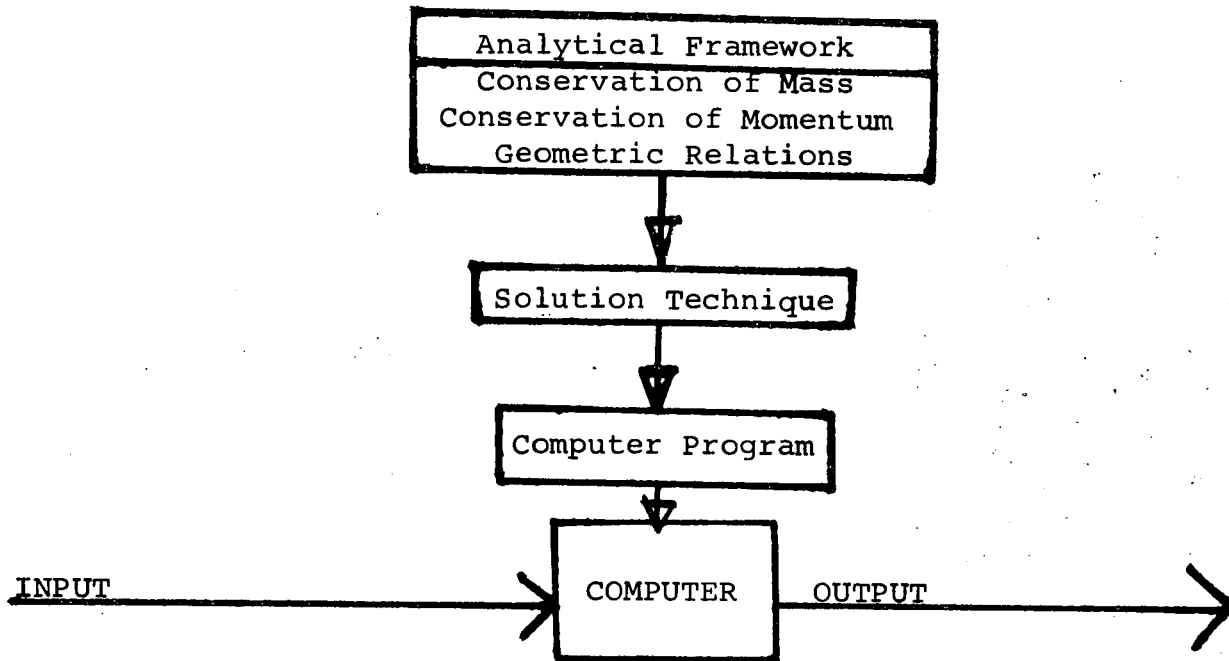 Analytical Framework
Conservation of Mass
Conservation of Momentum
Geometric Relations
Solution Technique
Computer Program
INPUT
COMPUTER
OUTPUT